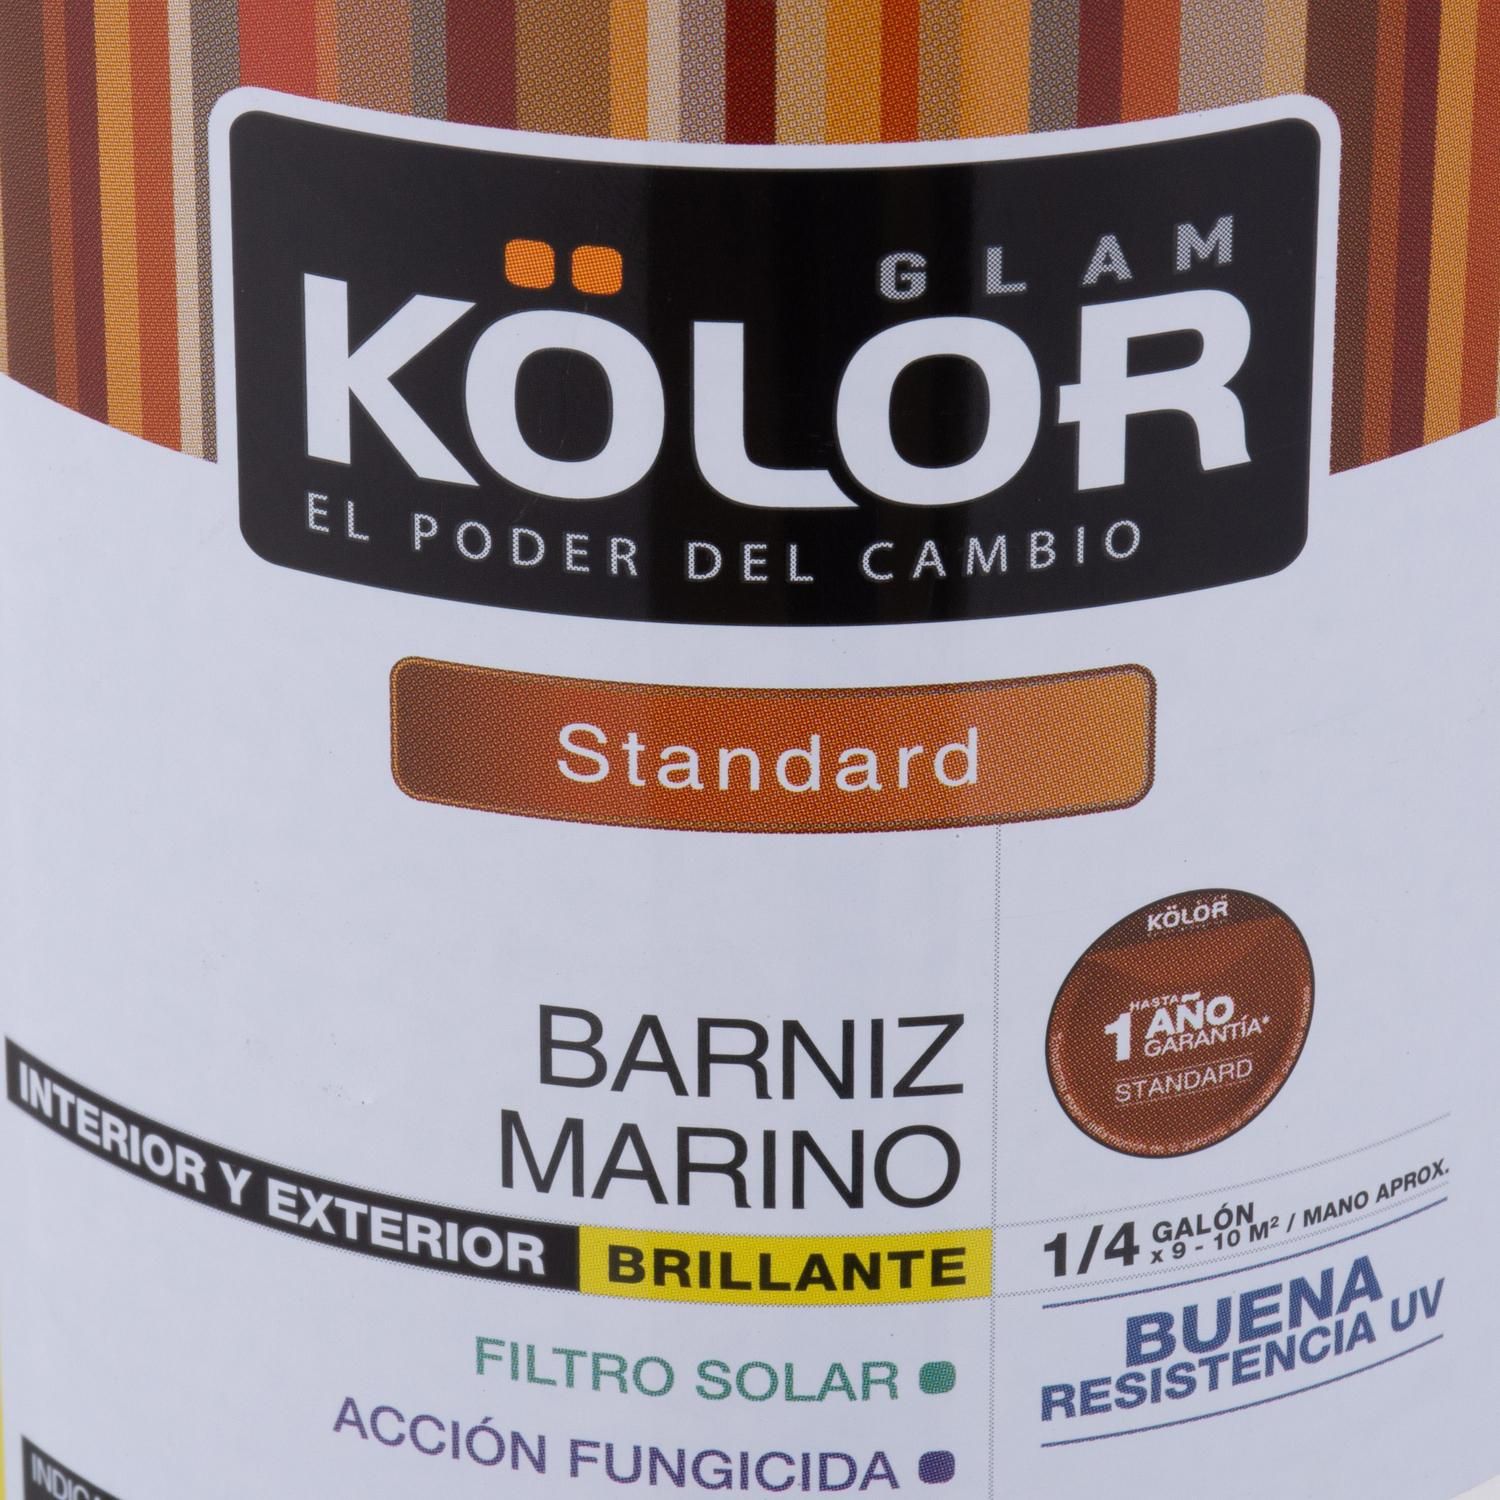 GLAM
KÖLOR
EL PODER DEL CAMBIO
Standard
KÖLOR
HASTA
1 AÑO
GARANTÍA*
STANDARD
BARNIZ
MARINO
INTERIOR Y EXTERIOR BRILLANTE
1/4 GALÓN
x 9 - 10 M² / MANO APROX.
BUENA
RESISTENCIA UV
FILTRO SOLAR
ACCIÓN FUNGICIDA